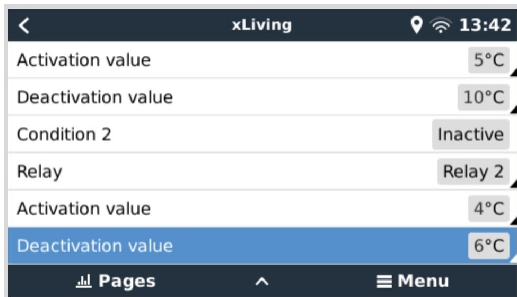 xLiving 13:42
Activation value 5°C
Deactivation value 10°C
Condition 2 Inactive
Relay Relay 2
Activation value 4°C
Deactivation value 6°C
Pages Menu